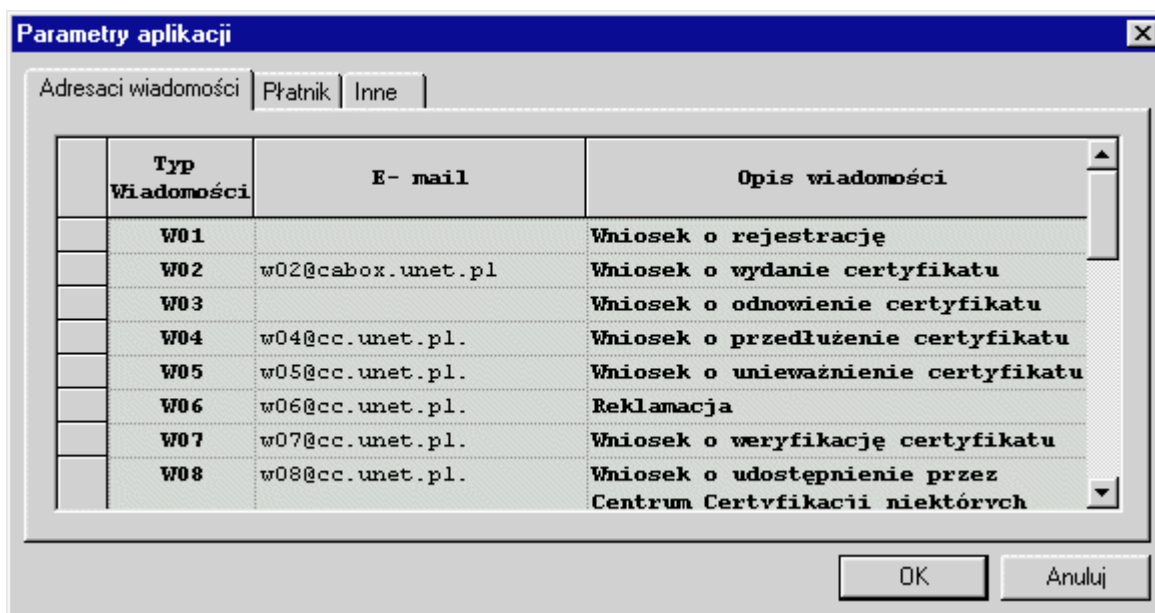 Parametry aplikacji
Adresaci wiadomości Płatnik Inne
Typ Wiadomości E- mail Opis wiadomości
W01 Wniosek o rejestrację
W02 w02@cabox.unet.pl Wniosek o wydanie certyfikatu
W03 Wniosek o odnowienie certyfikatu
W04 w04@cc.unet.pl. Wniosek o przedłużenie certyfikatu
W05 w05@cc.unet.pl. Wniosek o unieważnienie certyfikatu
W06 w06@cc.unet.pl. Reklamacja
W07 w07@cc.unet.pl. Wniosek o weryfikację certyfikatu
W08 w08@cc.unet.pl. Wniosek o udostępnienie przez
Centrum Certyfikacji niektórych
OK Anuluj